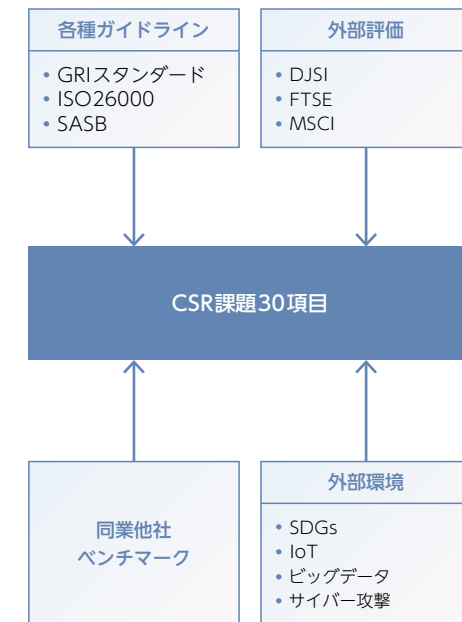 各種ガイドライン
• GRIスタンダード
• ISO26000
• SASB
外部評価
• DJSI
• FTSE
• MSCI
CSR課題30項目
同業他社
ベンチマーク
外部環境
• SDGs
• IoT
• ビッグデータ
• サイバー攻撃